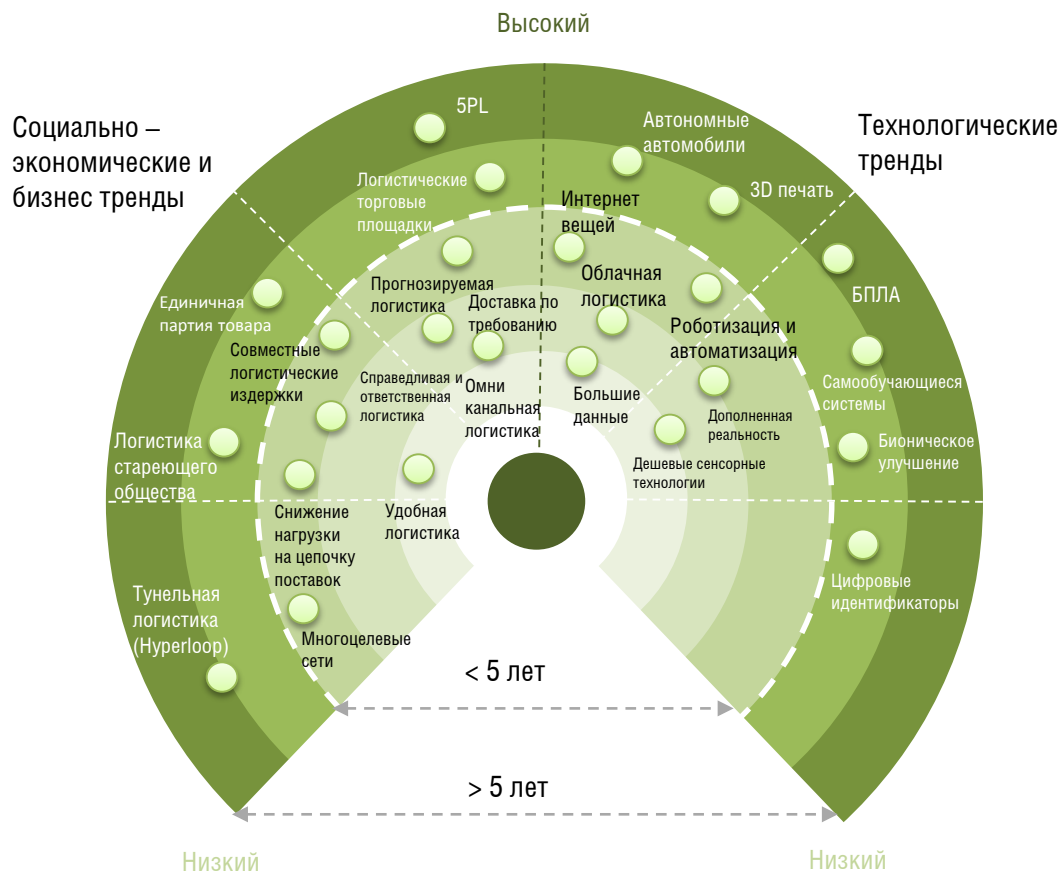 Высокий
Социально –
экономические и
бизнес тренды
Технологические
тренды
5PL
Автономные
автомобили
Логистические
торговые
площадки
3D печать
Интернет
вещей
БПЛА
Прогнозируемая
логистика
Облачная
логистика
Доставка по
требованию
Единичная
партия товара
Роботизация и
автоматизация
Совместные
логистические
издержки
Справедливая и
ответственная
логистика
Омни
канальная
логистика
Большие
данные
Самообучающиеся
системы
Дополненная
реальность
Логистика
стареющего
общества
Бионическое
улучшение
Дешевые сенсорные
технологии
Снижение
нагрузки
на цепочку
поставок
Удобная
логистика
Цифровые
идентификаторы
Тунельная
логистика
(Hyperloop)
Многоцелевые
сети
< 5 лет
> 5 лет
Низкий
Низкий